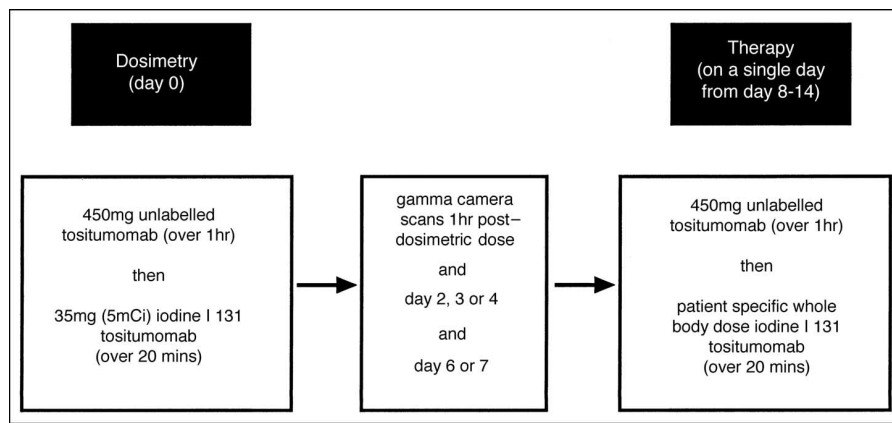 Dosimetry
(day 0)
Therapy
(on a single day
from day 8-14)
450mg unlabelled
tositumomab (over 1hr)
then
35mg (5mCi) iodine I 131
tositumomab
(over 20 mins)
gamma camera
scans 1hr post–
dosimetric dose
and
day 2, 3 or 4
and
day 6 or 7
450mg unlabelled
tositumomab (over 1hr)
then
patient specific whole
body dose iodine I 131
tositumomab
(over 20 mins)